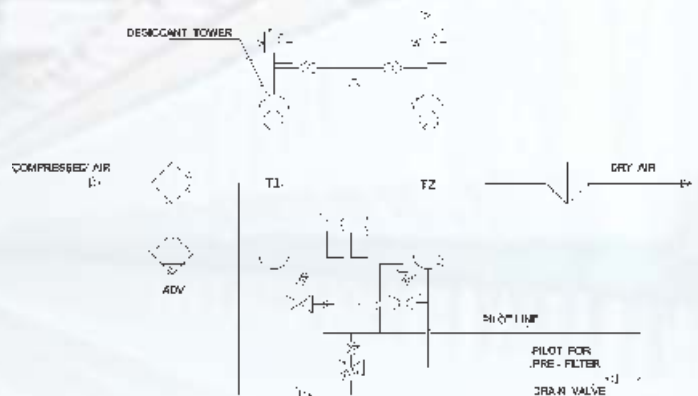 DESICCANT TOWER
COMPRESSED AIR
DRY AIR
T1
T2
ADV
PILOT LINE
PILOT FOR
PRE - FILTER
DRAIN VALVE